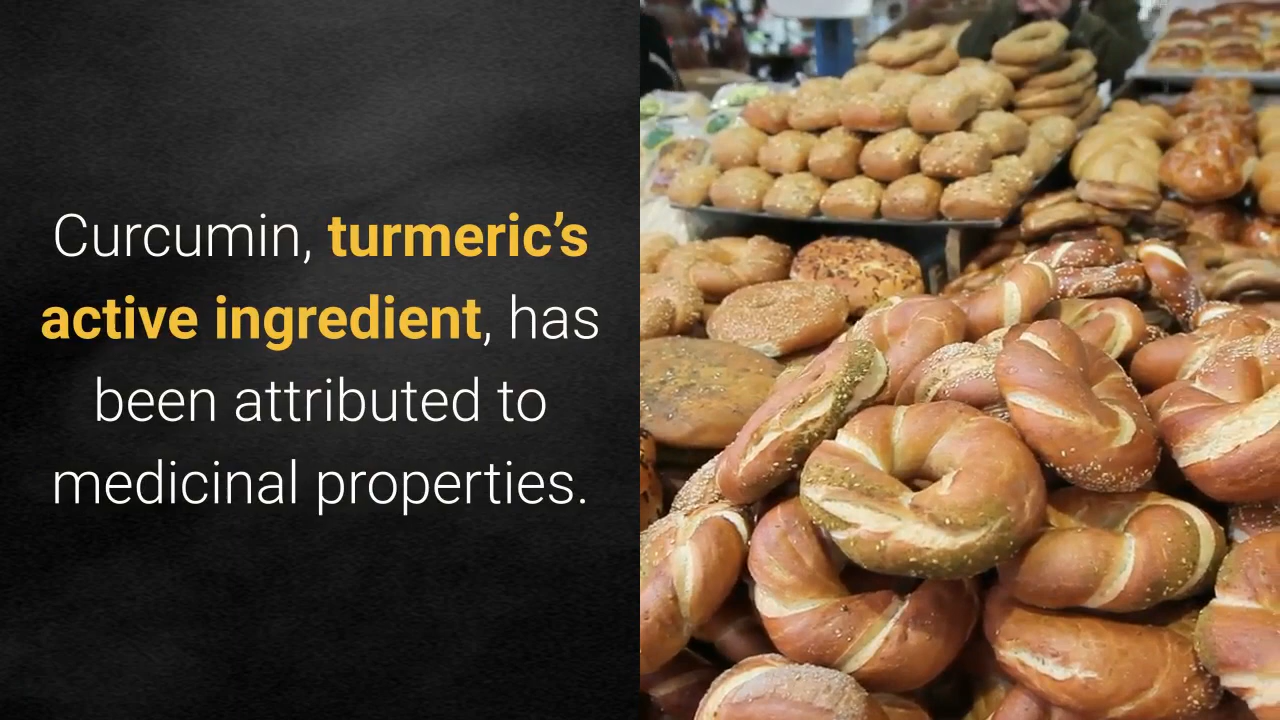 Curcumin, turmeric’s
active ingredient, has
been attributed to
medicinal properties.